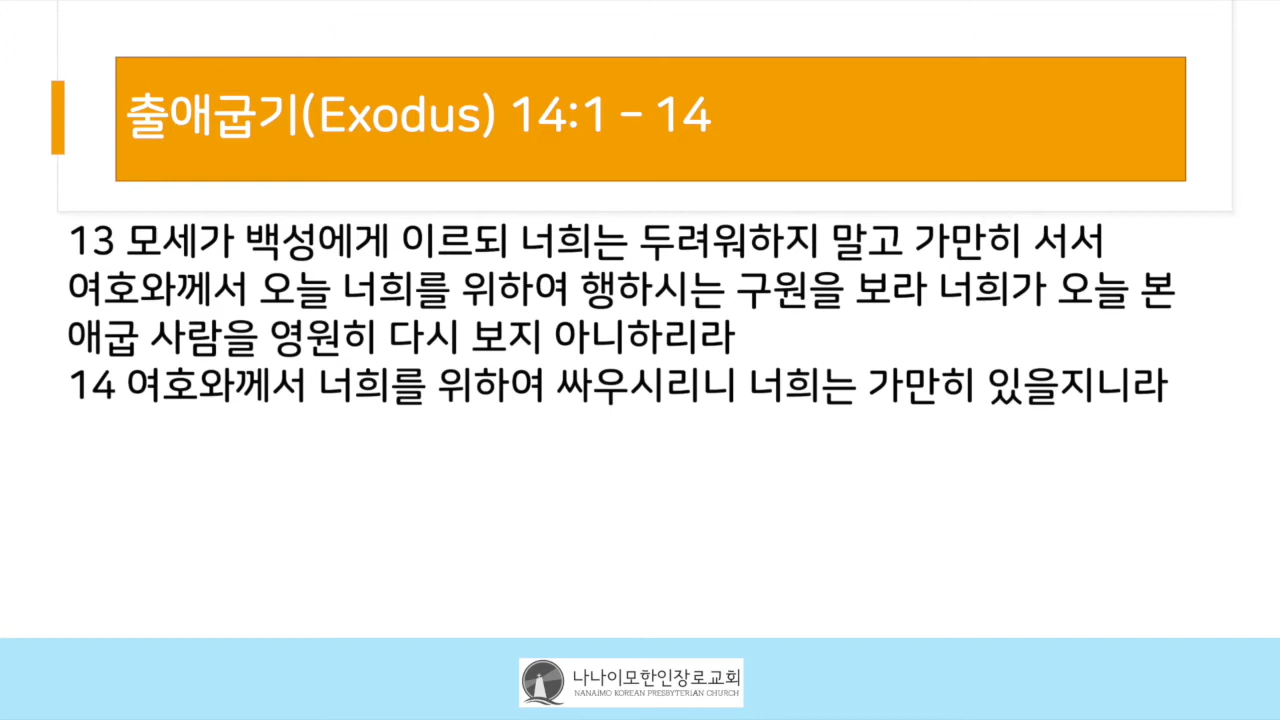 출애굽기(Exodus) 14:1 – 14
13 모세가 백성에게 이르되 너희는 두려워하지 말고 가만히 서서
여호와께서 오늘 너희를 위하여 행하시는 구원을 보라 너희가 오늘 본
애굽 사람을 영원히 다시 보지 아니하리라
14 여호와께서 너희를 위하여 싸우시리니 너희는 가만히 있을지니라
나나이모한인장로교회
NANAIMO KOREAN PRESBYTERIAN CHURCH